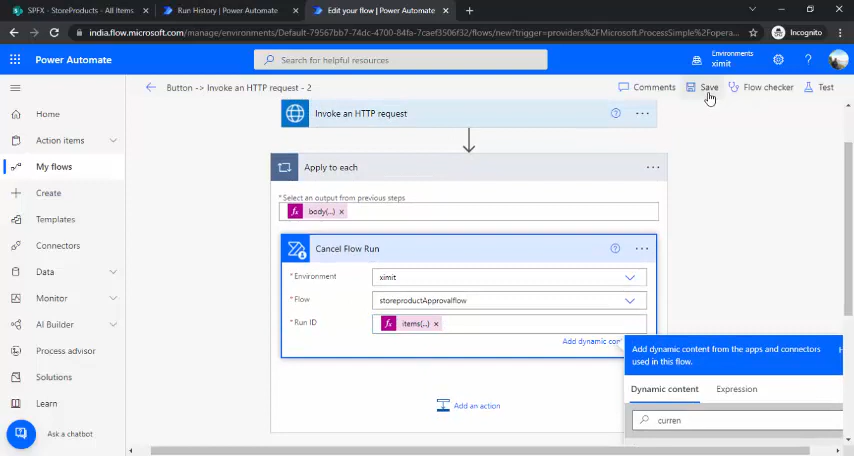 SPFX - StoreProducts - All Items
Run History | Power Automate
Edit your flow | Power Automate
india.flow.microsoft.com/manage/environments/Default-79567bb7-74dc-4700-84fa-7caef3506f32/flows/new?trigger=providers%2FMicrosoft.ProcessSimple%2Fopera...
Incognito
Power Automate
Search for helpful resources
Environments
ximit
Button -> Invoke an HTTP request - 2
Comments
Save
Flow checker
Test
Home
Action items
My flows
Create
Templates
Connectors
Data
Monitor
AI Builder
Process advisor
Solutions
Learn
Ask a chatbot
Invoke an HTTP request
Apply to each
* Select an output from previous steps
fx body(...) x
Cancel Flow Run
* Environment
ximit
* Flow
storeproductApprovalflow
* Run ID
fx items(...) x
Add dynamic con
Add an action
Add dynamic content from the apps and connectors
used in this flow.
H
Dynamic content
Expression
curren